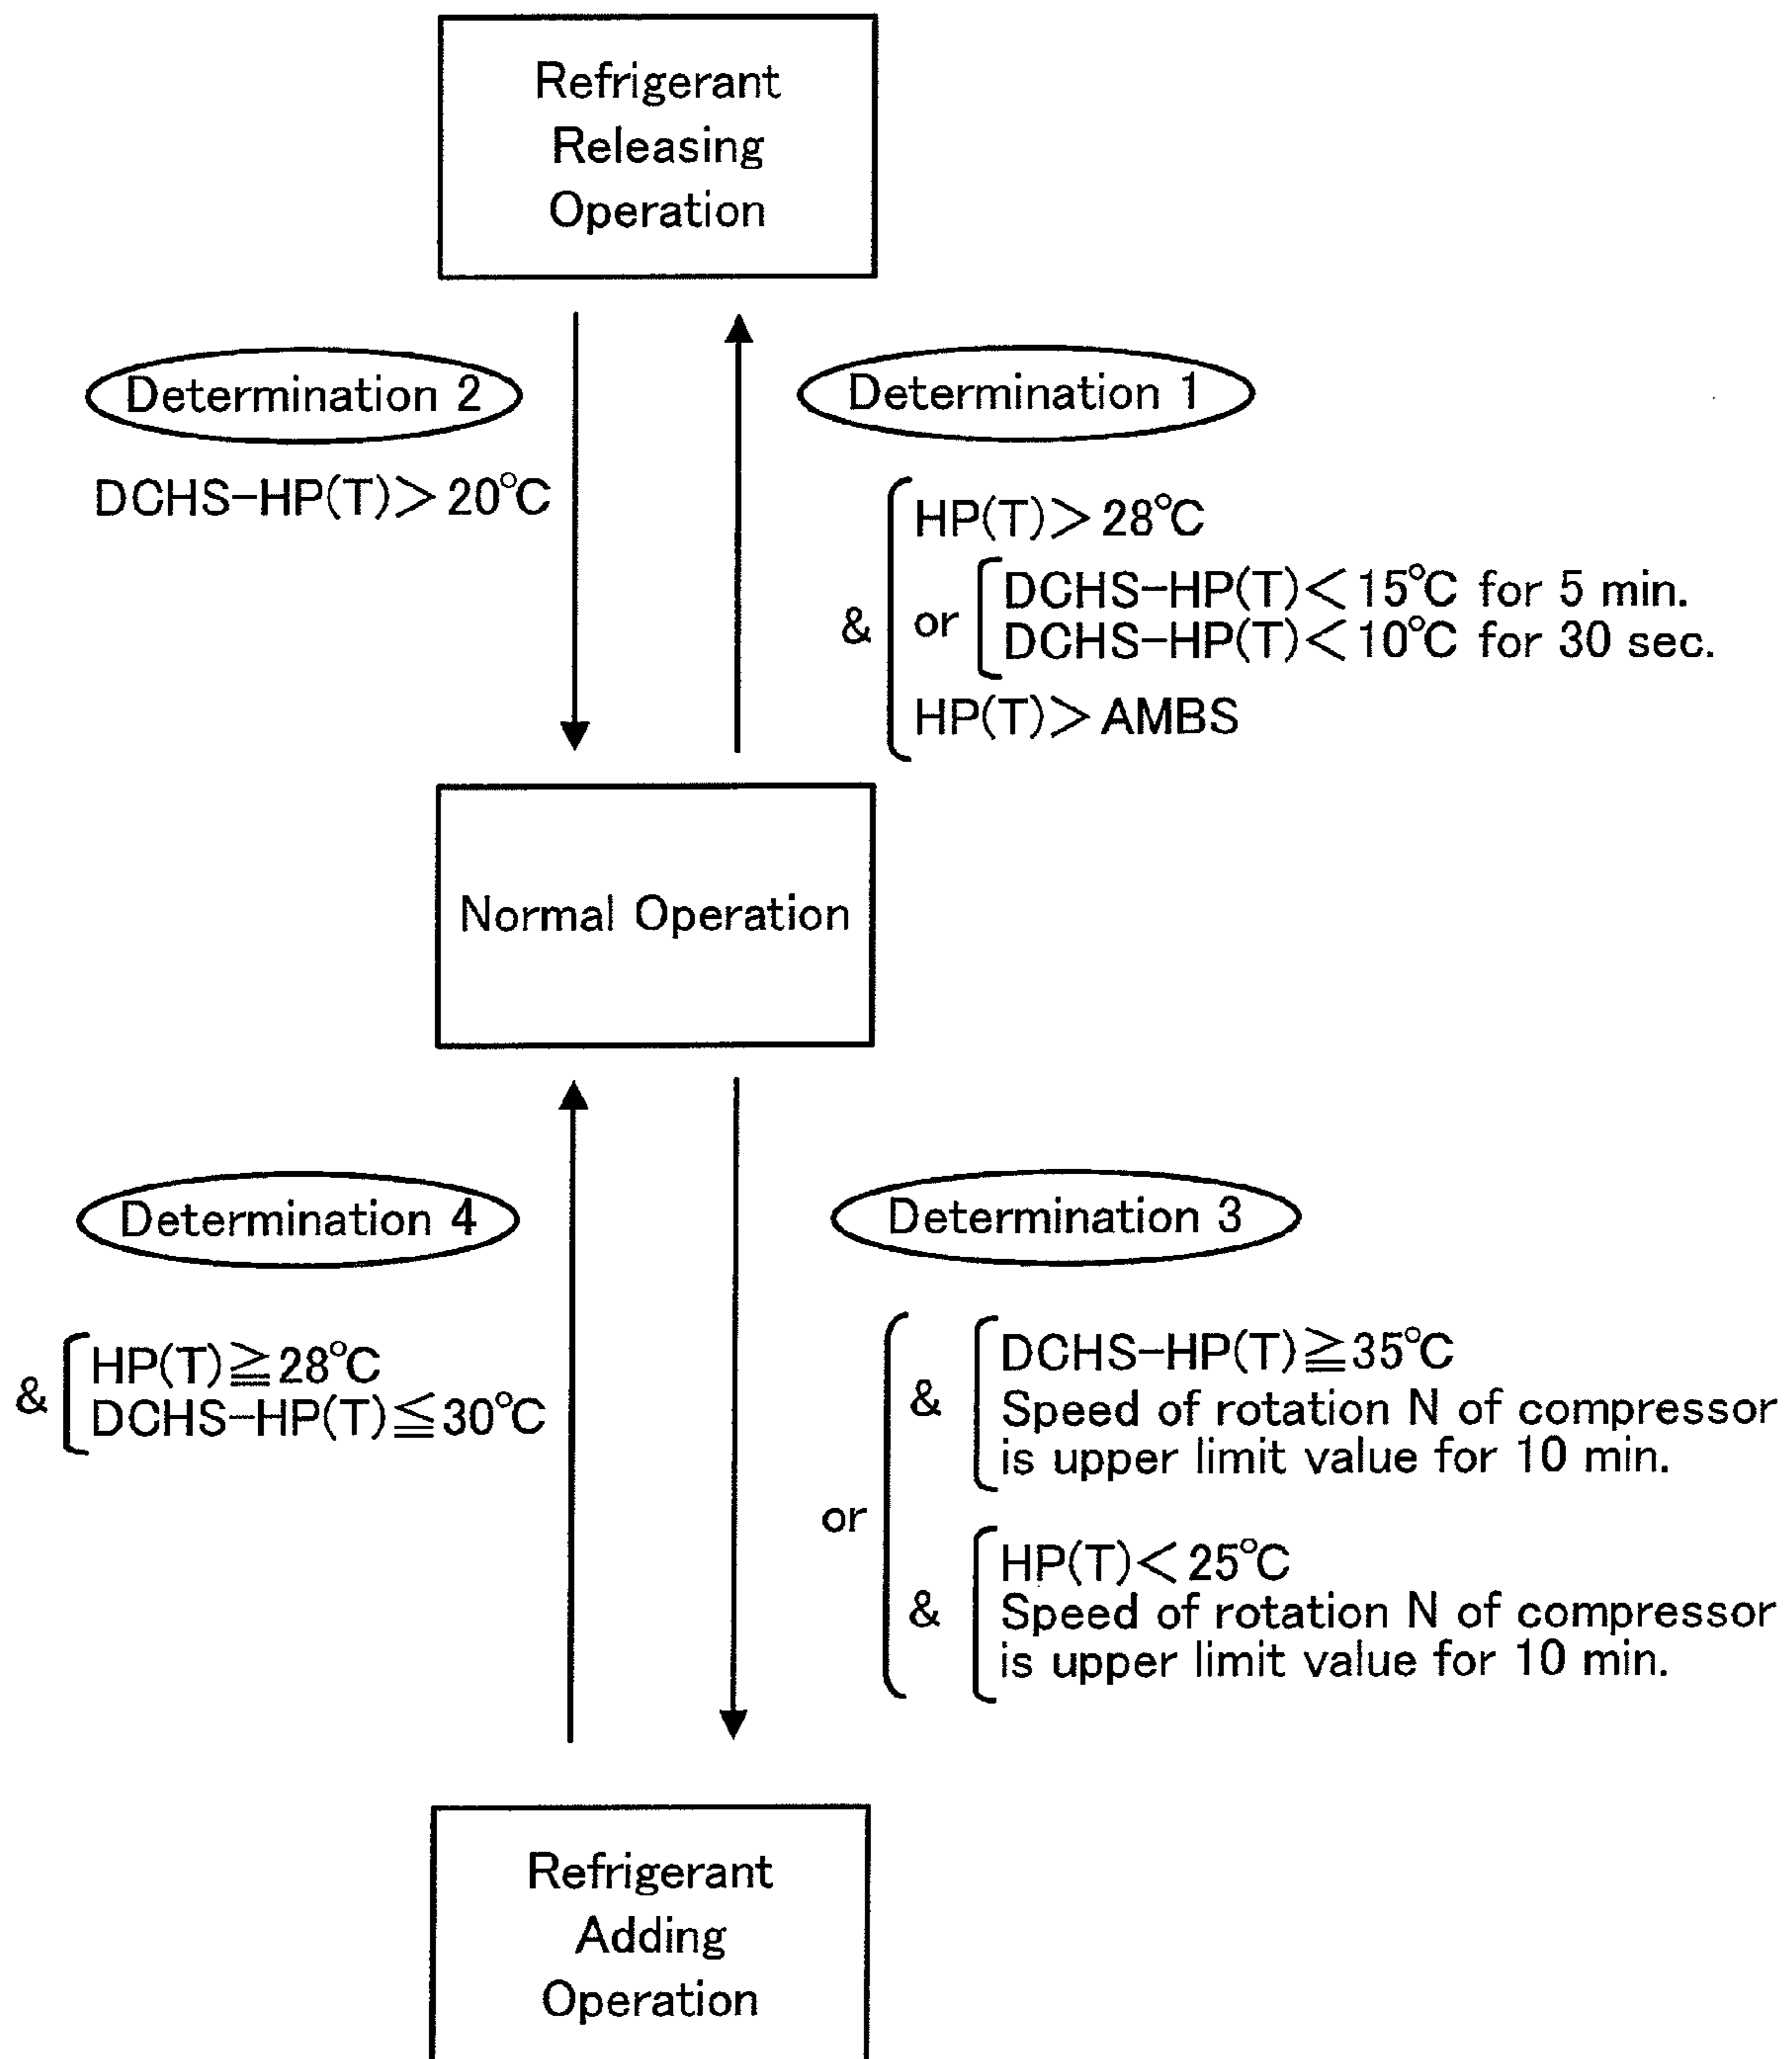 Refrigerant
Releasing
Operation
Determination 2
DCHS-HP(T)>20℃
Determination 1
HP(T)>28℃
& or DCHS-HP(T)<15℃ for 5 min.
DCHS-HP(T)<10℃ for 30 sec.
HP(T)>AMBS
Normal Operation
Determination 4
& HP(T)≧28℃
DCHS-HP(T)≦30℃
Determination 3
DCHS-HP(T)≧35℃
& Speed of rotation N of compressor
is upper limit value for 10 min.
or
HP(T)<25℃
& Speed of rotation N of compressor
is upper limit value for 10 min.
Refrigerant
Adding
Operation